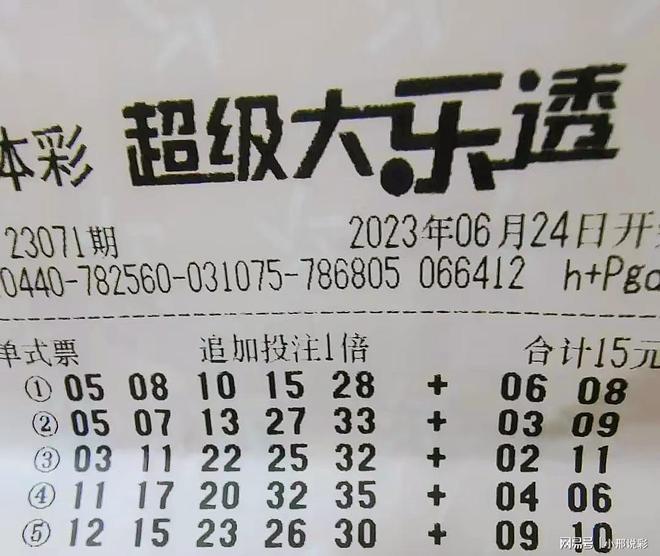 体彩 超级大乐透
23071期 2023年06月24日开奖
0440-782560-031075-786805 066412 h+Pgd
单式票 追加投注1倍 合计15元
① 05 08 10 15 28 + 06 08
② 05 07 13 27 33 + 03 09
③ 03 11 22 25 32 + 02 11
④ 11 17 20 32 35 + 04 06
⑤ 12 15 23 26 30 + 09 10
网易号 | 小邢说彩